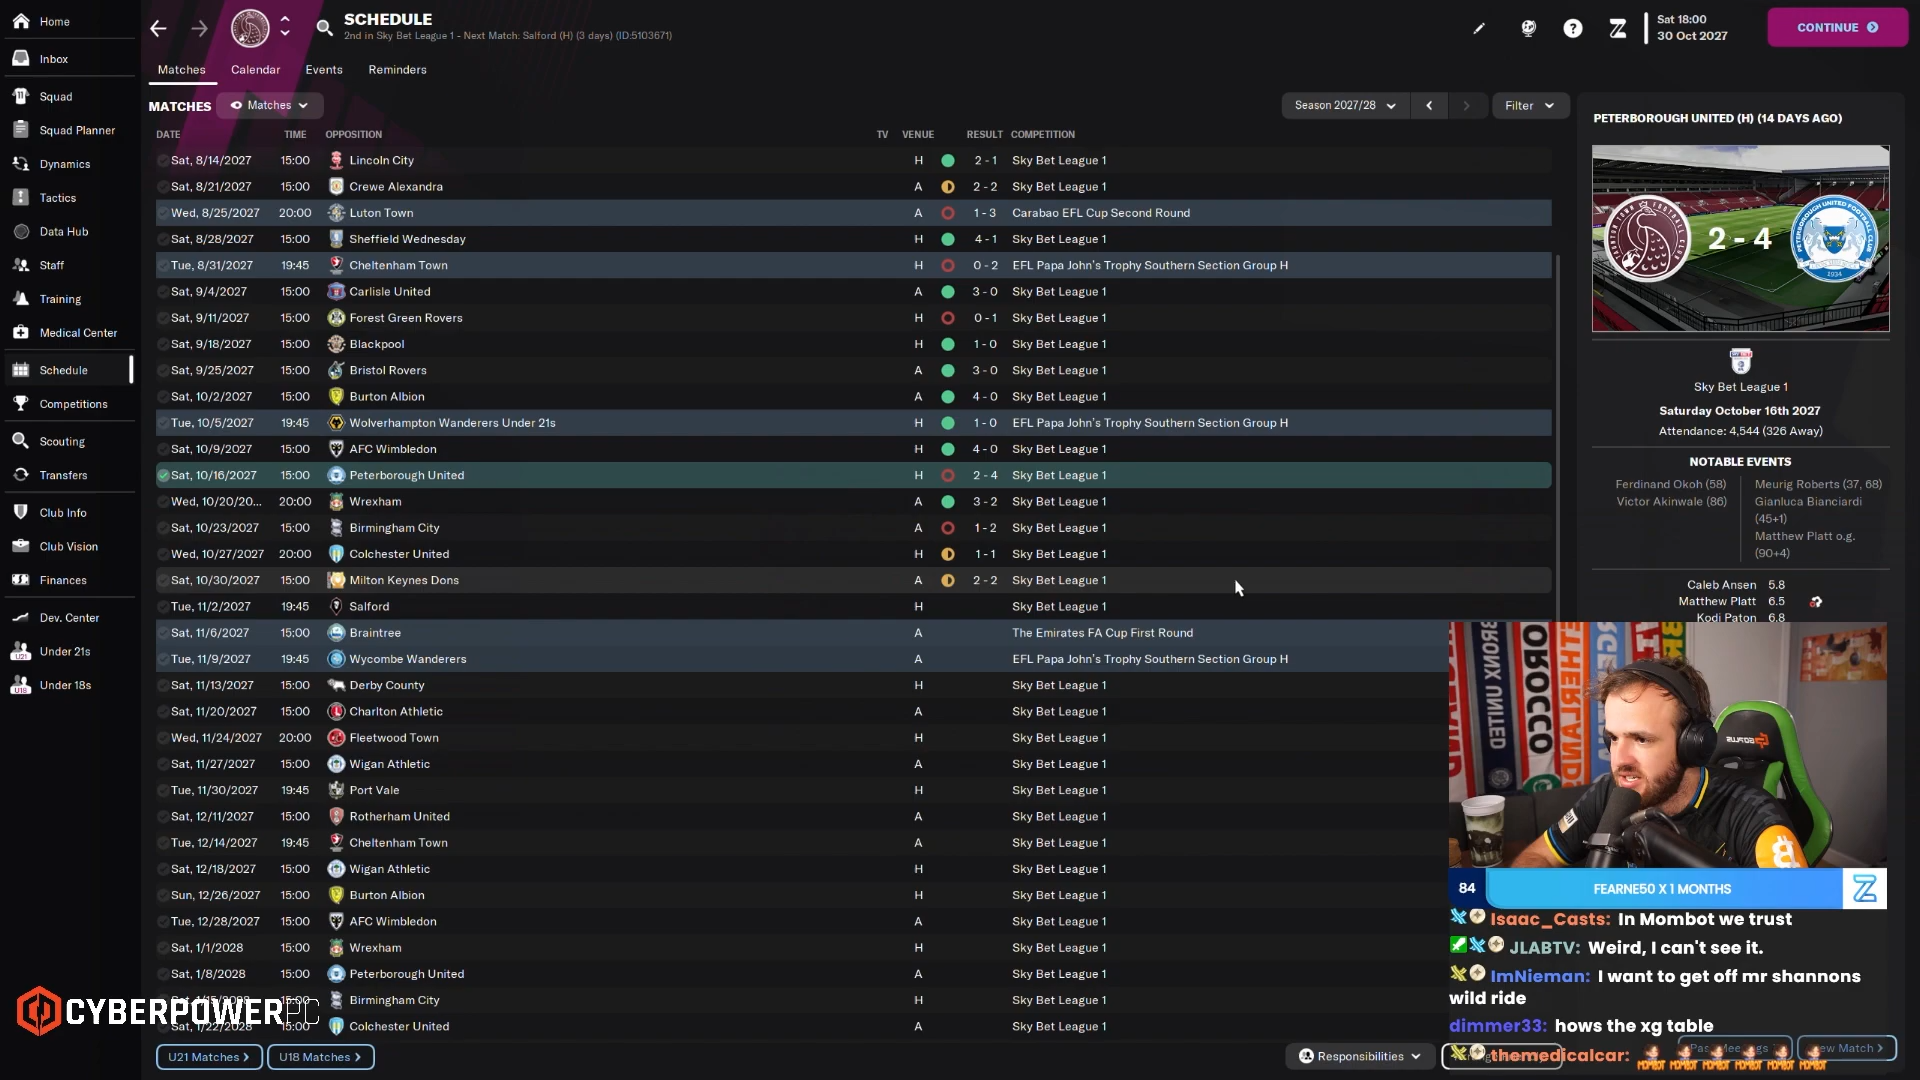 Home
Inbox
Squad
Squad Planner
Dynamics
Tactics
Data Hub
Staff
Training
Medical Center
Schedule
Competitions
Scouting
Transfers
Club Info
Club Vision
Finances
Dev. Center
Under 21s
Under 18s
SCHEDULE
2nd in Sky Bet League 1 - Next Match: Salford (H) (3 days) (ID:5103671)
Sat 18:00
30 Oct 2027
CONTINUE
Matches Calendar Events Reminders
MATCHES Matches Season 2027/28 Filter
DATE TIME OPPOSITION TV VENUE RESULT COMPETITION
Sat, 8/14/2027 15:00 Lincoln City H 2 - 1 Sky Bet League 1
Sat, 8/21/2027 15:00 Crewe Alexandra A 2 - 2 Sky Bet League 1
Wed, 8/25/2027 20:00 Luton Town A 1 - 3 Carabao EFL Cup Second Round
Sat, 8/28/2027 15:00 Sheffield Wednesday H 4 - 1 Sky Bet League 1
Tue, 8/31/2027 19:45 Cheltenham Town H 0 - 2 EFL Papa John's Trophy Southern Section Group H
Sat, 9/4/2027 15:00 Carlisle United A 3 - 0 Sky Bet League 1
Sat, 9/11/2027 15:00 Forest Green Rovers H 0 - 1 Sky Bet League 1
Sat, 9/18/2027 15:00 Blackpool H 1 - 0 Sky Bet League 1
Sat, 9/25/2027 15:00 Bristol Rovers A 3 - 0 Sky Bet League 1
Sat, 10/2/2027 15:00 Burton Albion A 4 - 0 Sky Bet League 1
Tue, 10/5/2027 19:45 Wolverhampton Wanderers Under 21s H 1 - 0 EFL Papa John's Trophy Southern Section Group H
Sat, 10/9/2027 15:00 AFC Wimbledon H 4 - 0 Sky Bet League 1
Sat, 10/16/2027 15:00 Peterborough United H 2 - 4 Sky Bet League 1
Wed, 10/20/20... 20:00 Wrexham A 3 - 2 Sky Bet League 1
Sat, 10/23/2027 15:00 Birmingham City A 1 - 2 Sky Bet League 1
Wed, 10/27/2027 20:00 Colchester United H 1 - 1 Sky Bet League 1
Sat, 10/30/2027 15:00 Milton Keynes Dons A 2 - 2 Sky Bet League 1
Tue, 11/2/2027 19:45 Salford H Sky Bet League 1
Sat, 11/6/2027 15:00 Braintree A The Emirates FA Cup First Round
Tue, 11/9/2027 19:45 Wycombe Wanderers A EFL Papa John's Trophy Southern Section Group H
Sat, 11/13/2027 15:00 Derby County H Sky Bet League 1
Sat, 11/20/2027 15:00 Charlton Athletic A Sky Bet League 1
Wed, 11/24/2027 20:00 Fleetwood Town H Sky Bet League 1
Sat, 11/27/2027 15:00 Wigan Athletic A Sky Bet League 1
Tue, 11/30/2027 19:45 Port Vale H Sky Bet League 1
Sat, 12/11/2027 15:00 Rotherham United A Sky Bet League 1
Tue, 12/14/2027 19:45 Cheltenham Town A Sky Bet League 1
Sat, 12/18/2027 15:00 Wigan Athletic H Sky Bet League 1
Sun, 12/26/2027 15:00 Burton Albion H Sky Bet League 1
Tue, 12/28/2027 15:00 AFC Wimbledon A Sky Bet League 1
Sat, 1/1/2028 15:00 Wrexham H Sky Bet League 1
Sat, 1/8/2028 15:00 Peterborough United A Sky Bet League 1
Sat, 1/15/2028 15:00 Birmingham City H Sky Bet League 1
Sat, 1/22/2028 15:00 Colchester United A Sky Bet League 1
CYBERPOWERPC
U21 Matches U18 Matches Responsibilities
PETERBOROUGH UNITED (H) (14 DAYS AGO)
2 - 4
Sky Bet League 1
Saturday October 16th 2027
Attendance: 4,544 (326 Away)
NOTABLE EVENTS
Ferdinand Okoh (58)
Victor Akinwale (86)
Meurig Roberts (37, 68)
Gianluca Bianciardi
(45+1)
Matthew Platt o.g.
(90+4)
Caleb Ansen 5.8
Matthew Platt 6.5
Kodi Paton 6.8
BRONX UNITED
OROCCO
ETHERLAND
84 FEARNE50 X 1 MONTHS
Isaac_Casts: In Mombot we trust
JLABTV: Weird, I can't see it.
ImNieman: I want to get off mr shannons
wild ride
dimmer33: hows the xg table
themedicalcar: